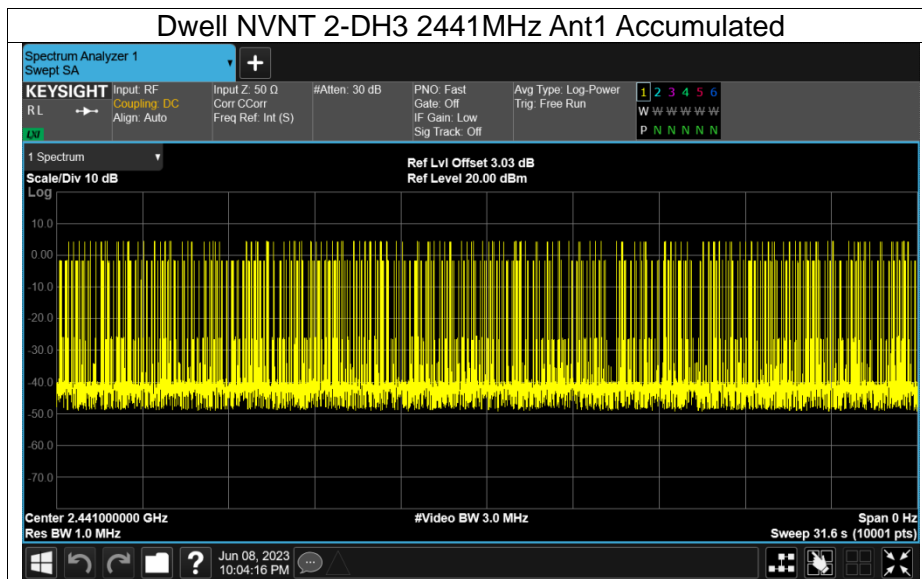 Dwell NVNT 2-DH3 2441MHz Ant1 Accumulated
Spectrum Analyzer 1
Swept SA
KEYSIGHT Input: RF Input Z: 50 Ω #Atten: 30 dB PNO: Fast Avg Type: Log-Power 1 2 3 4 5 6
RL Coupling: DC Corr CCorr Gate: Off Trig: Free Run
Align: Auto Freq Ref: Int (S) IF Gain: Low W W W W W W
LXI Sig Track: Off P N N N N N
1 Spectrum
Ref Lvl Offset 3.03 dB
Scale/Div 10 dB Ref Level 20.00 dBm
Log
10.0
0.00
-10.0
-20.0
-30.0
-40.0
-50.0
-60.0
-70.0
Center 2.441000000 GHz #Video BW 3.0 MHz Span 0 Hz
Res BW 1.0 MHz Sweep 31.6 s (10001 pts)
? Jun 08, 2023
10:04:16 PM